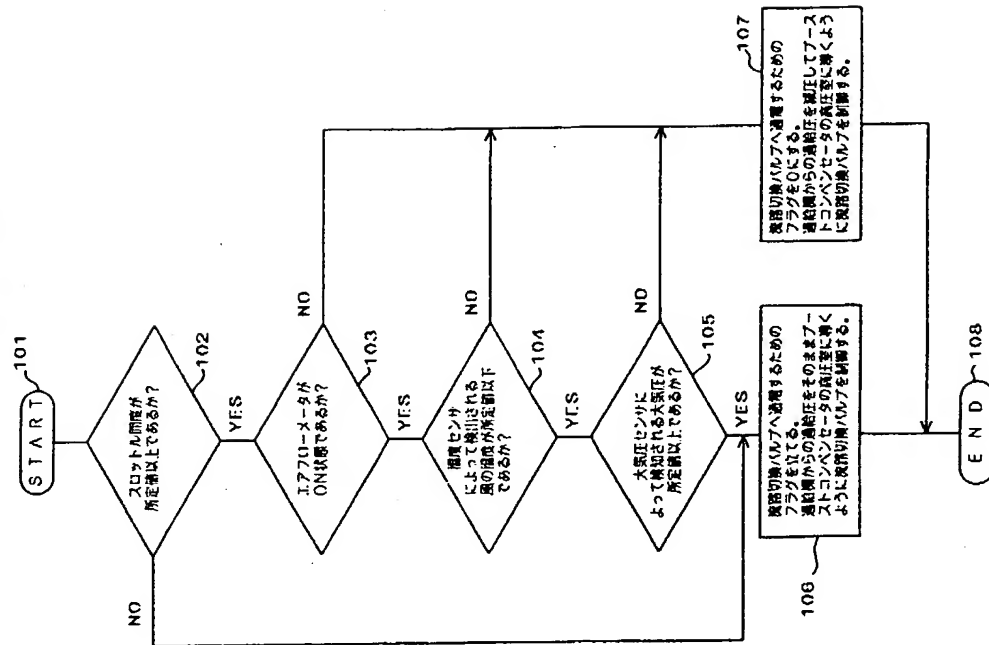 101
START
102
スロットル開度が
所定値以上であるか?
NO
YES
103
エアフローメータが
ON状態であるか?
NO
YES
104
温度センサ
によって検出される
風の温度が所定値以下
であるか?
NO
YES
105
大気圧センサに
よって検知される大気圧が
所定値以上であるか?
NO
YES
106
流路切換バルブへ通電するための
フラグを立てる。
過給機からの過給圧をそのままブー
ストコンペンセータの高圧室に導く
ように流路切換バルブを制御する。
107
流路切換バルブへ通電するための
フラグを0にする。
過給機からの過給圧を減圧してブース
トコンペンセータの高圧室に導くよう
に流路切換バルブを制御する。
108
END